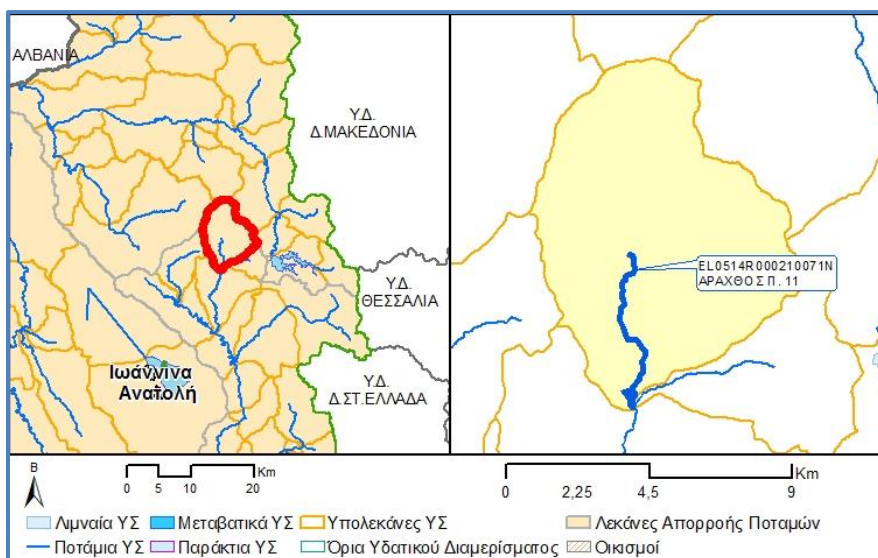 ΑΛΒΑΝΙΑ
Υ.Δ.
Δ.ΜΑΚΕΔΟΝΙΑ
Υ.Δ.
ΘΕΣΣΑΛΙΑ
Υ.Δ.
Δ.ΣΤ.ΕΛΛΑΔΑ
Ιωάννινα
Ανατολή
EL0514R000210071N
ΑΡΑΧΘΟΣ Π. 11
Β
Km
0 5 10 20
Km
0 2,25 4,5 9
Λιμναία ΥΣ Μεταβατικά ΥΣ Υπολεκάνες ΥΣ Λεκάνες Απορροής Ποταμών
Ποτάμια ΥΣ Παράκτια ΥΣ Όρια Υδατικού Διαμερίσματος Οικισμοί